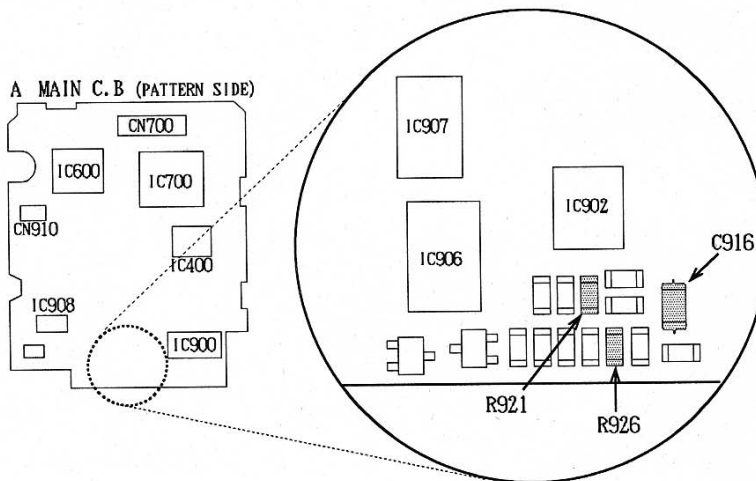 A MAIN C.B (PATTERN SIDE)
CN700
IC600
IC700
CN910
IC400
IC908
IC900
IC907
IC902
IC906
C916
R921
R926